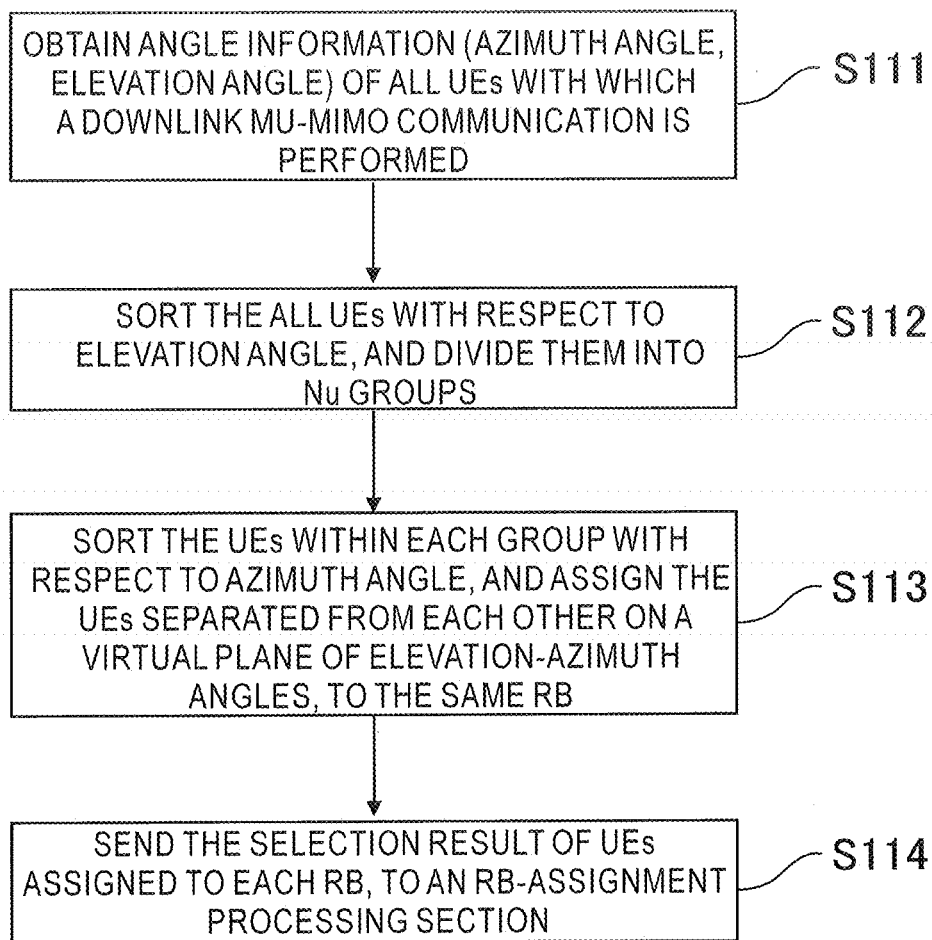 OBTAIN ANGLE INFORMATION (AZIMUTH ANGLE,
ELEVATION ANGLE) OF ALL UEs WITH WHICH
A DOWNLINK MU-MIMO COMMUNICATION IS
PERFORMED
S111
SORT THE ALL UEs WITH RESPECT TO
ELEVATION ANGLE, AND DIVIDE THEM INTO
Nu GROUPS
S112
SORT THE UEs WITHIN EACH GROUP WITH
RESPECT TO AZIMUTH ANGLE, AND ASSIGN THE
UEs SEPARATED FROM EACH OTHER ON A
VIRTUAL PLANE OF ELEVATION-AZIMUTH
ANGLES, TO THE SAME RB
S113
SEND THE SELECTION RESULT OF UEs
ASSIGNED TO EACH RB, TO AN RB-ASSIGNMENT
PROCESSING SECTION
S114